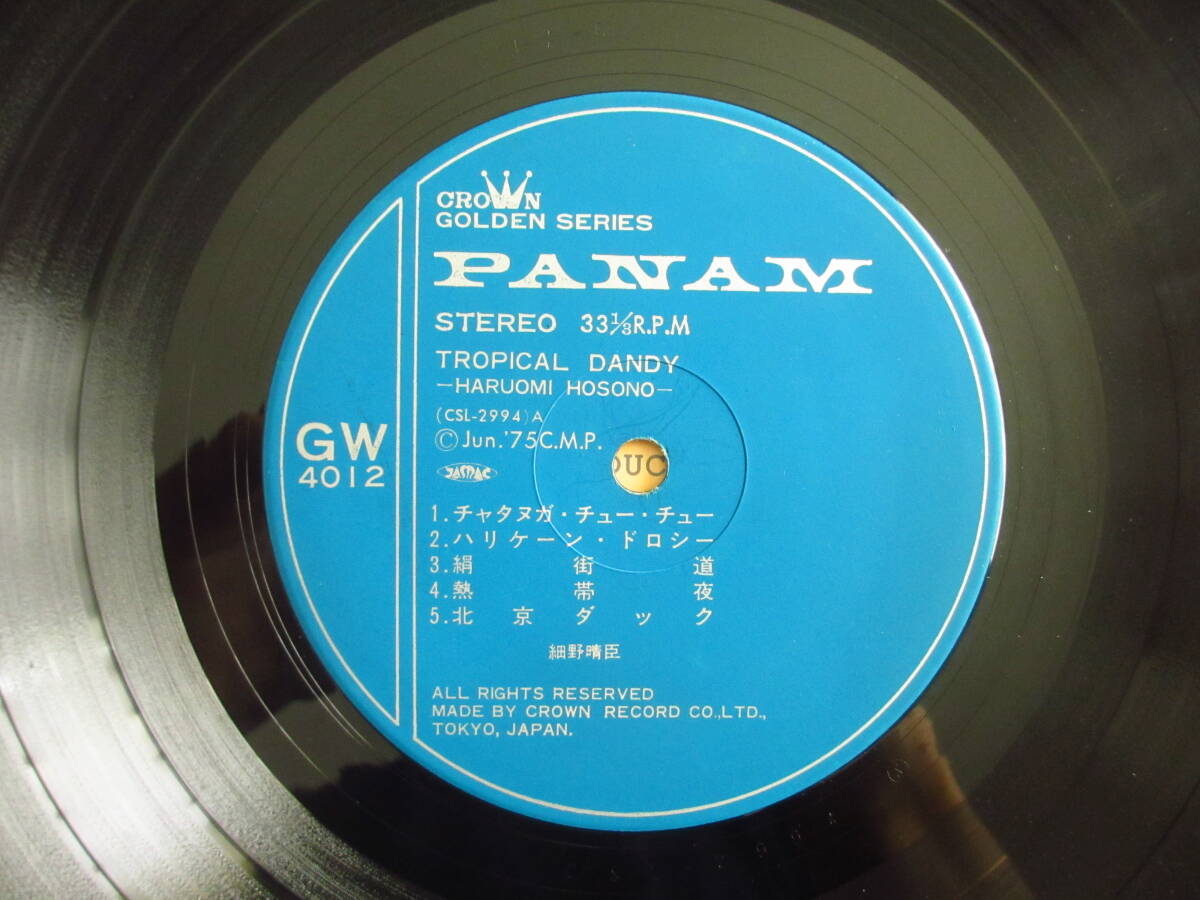 CROWN
GOLDEN SERIES
PANAM
STEREO 33⅓R.P.M
TROPICAL DANDY
—HARUOMI HOSONO—
(CSL-2994)A
©Jun.'75C.M.P.
JASRAC
GW
4012
OUC
1.チャタヌガ・チュー・チュー
2.ハリケーン・ドロシー
3.絹街道
4.熱帯夜
5.北京ダック
細野晴臣
ALL RIGHTS RESERVED
MADE BY CROWN RECORD CO.,LTD.,
TOKYO, JAPAN.